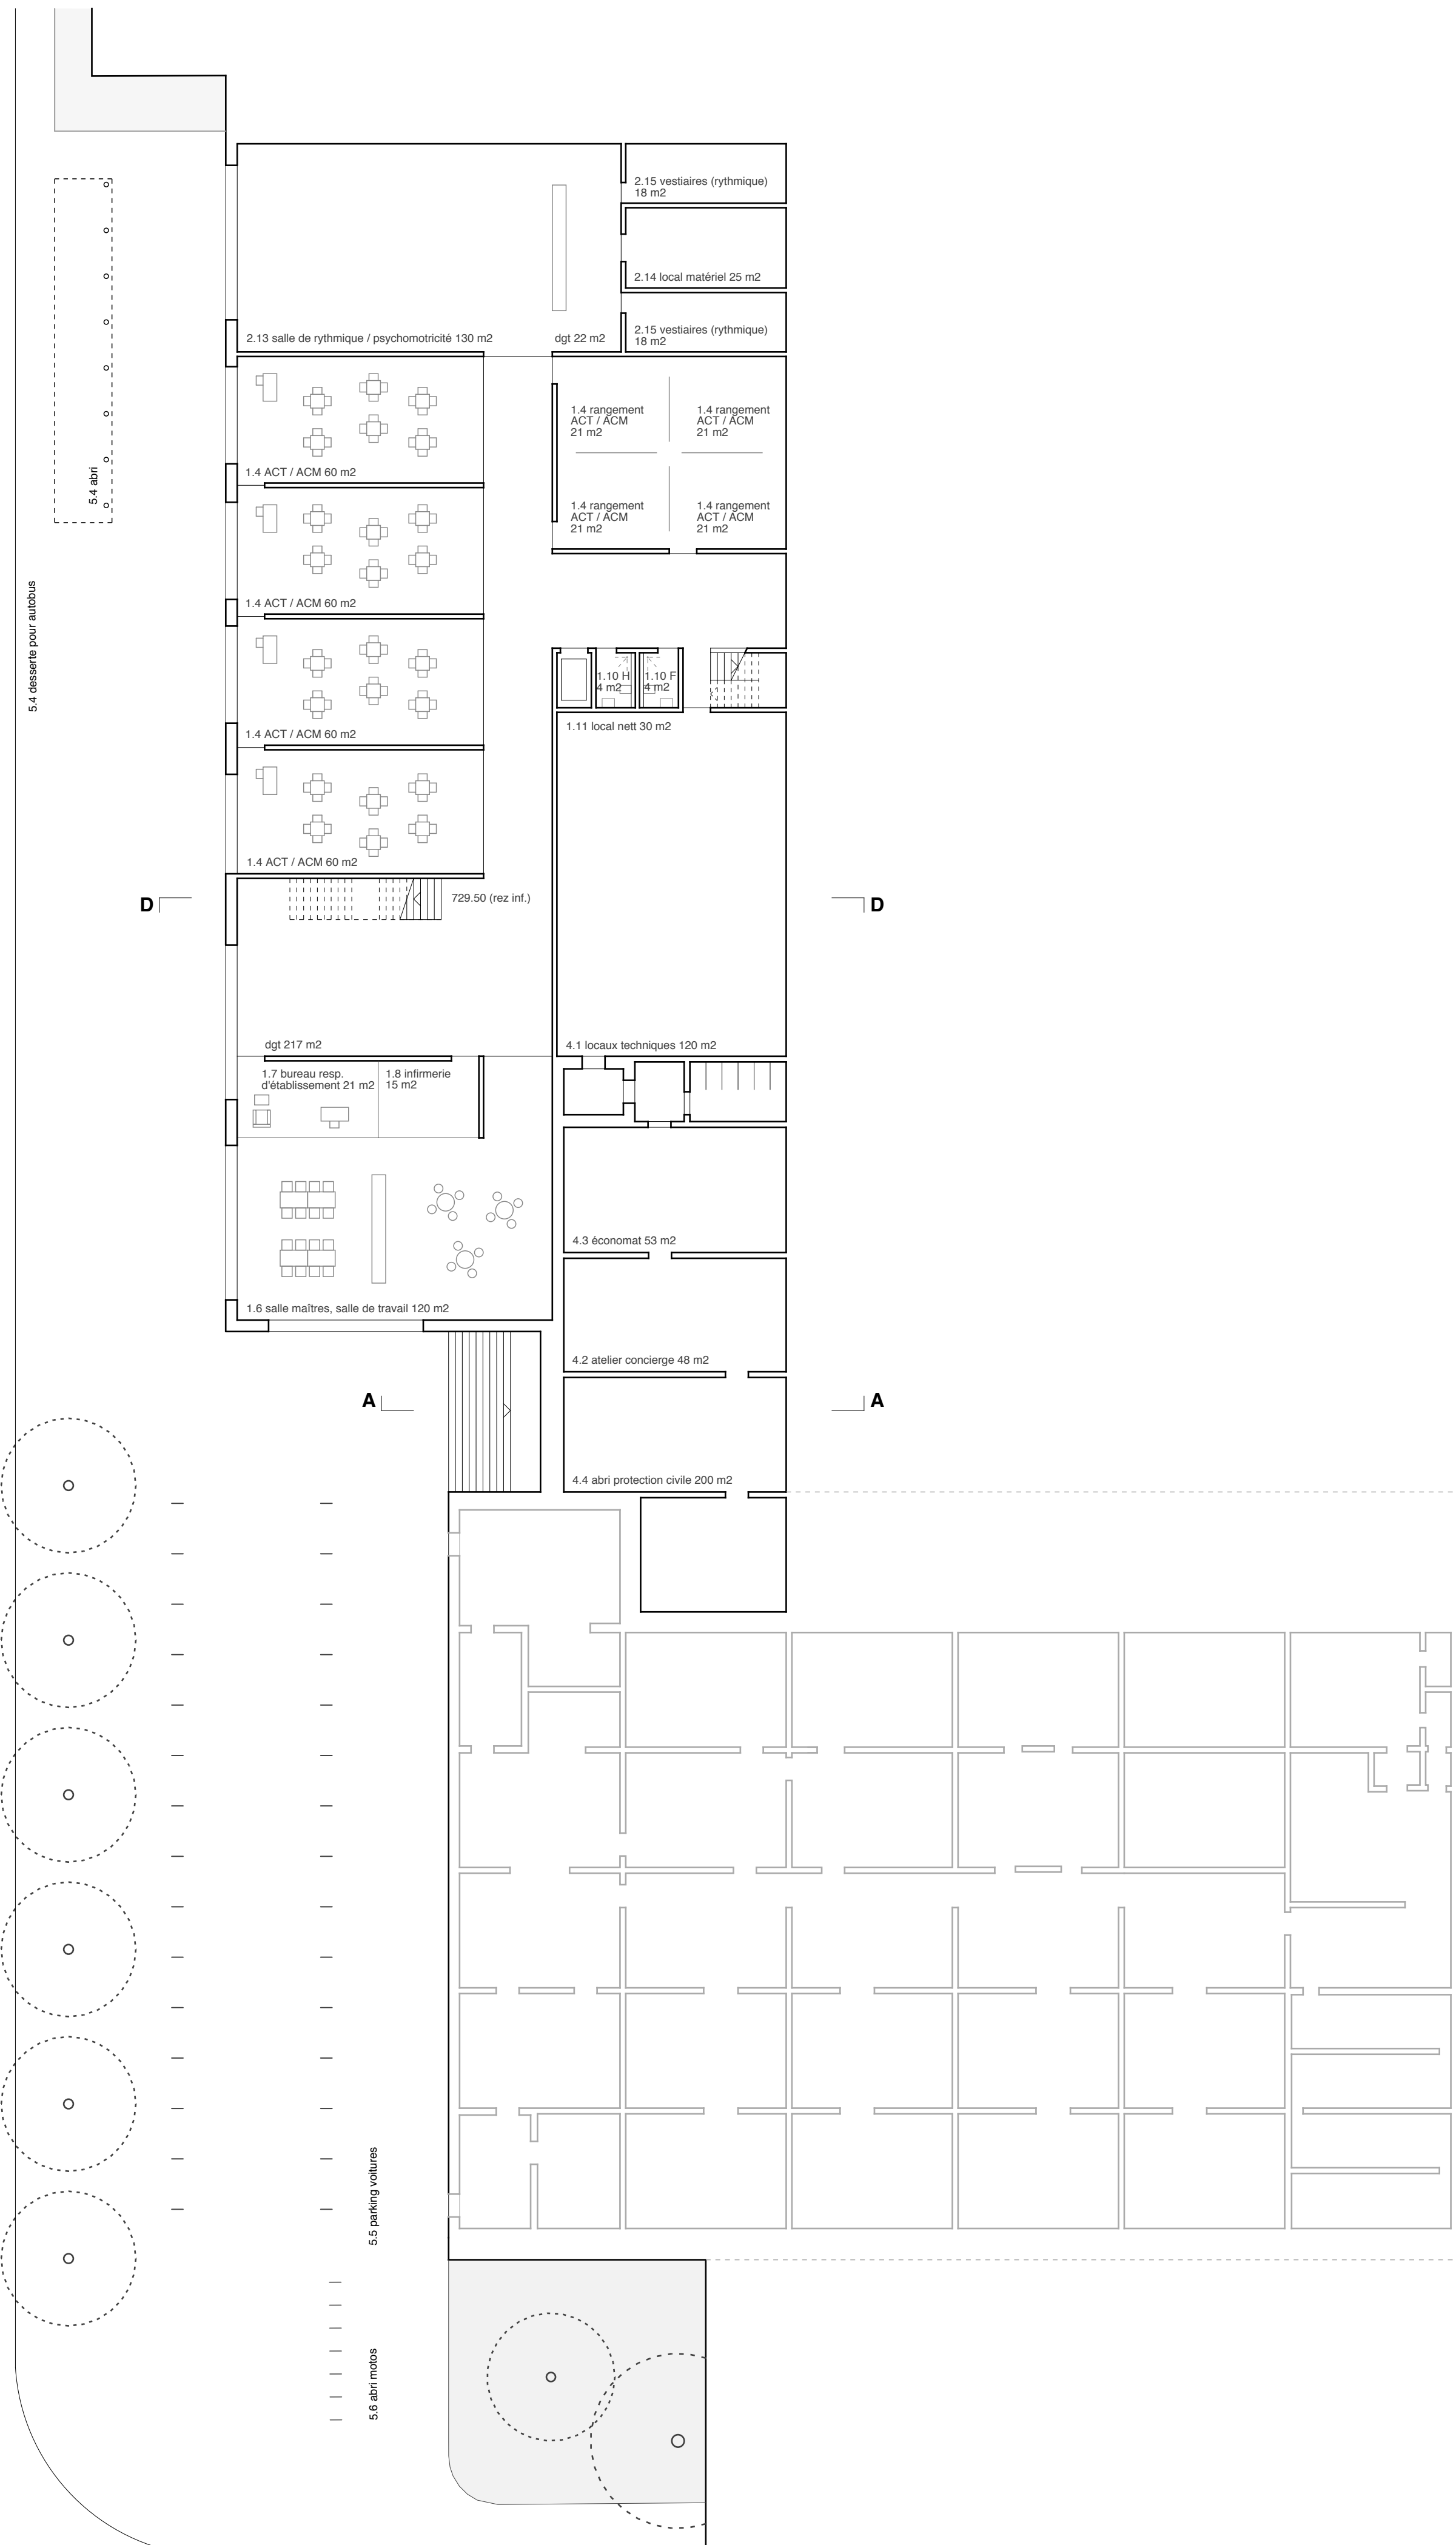 2.15 vestiaires (rythmique)
18 m2
2.14 local matériel 25 m2
2.15 vestiaires (rythmique)
18 m2
2.13 salle de rythmique / psychomotricité 130 m2
dgt 22 m2
1.4 rangement
ACT / ACM
21 m2
1.4 rangement
ACT / ACM
21 m2
1.4 ACT / ACM 60 m2
5.4 abri
1.4 rangement
ACT / ACM
21 m2
1.4 rangement
ACT / ACM
21 m2
1.4 ACT / ACM 60 m2
5.4 desserte pour autobus
1.10 H
4 m2
1.10 F
4 m2
1.11 local nett 30 m2
1.4 ACT / ACM 60 m2
1.4 ACT / ACM 60 m2
D
729.50 (rez inf.)
D
dgt 217 m2
4.1 locaux techniques 120 m2
1.7 bureau resp.
d'établissement 21 m2
1.8 infirmerie
15 m2
4.3 économat 53 m2
1.6 salle maîtres, salle de travail 120 m2
4.2 atelier concierge 48 m2
A
A
4.4 abri protection civile 200 m2
5.5 parking voitures
5.6 abri motos